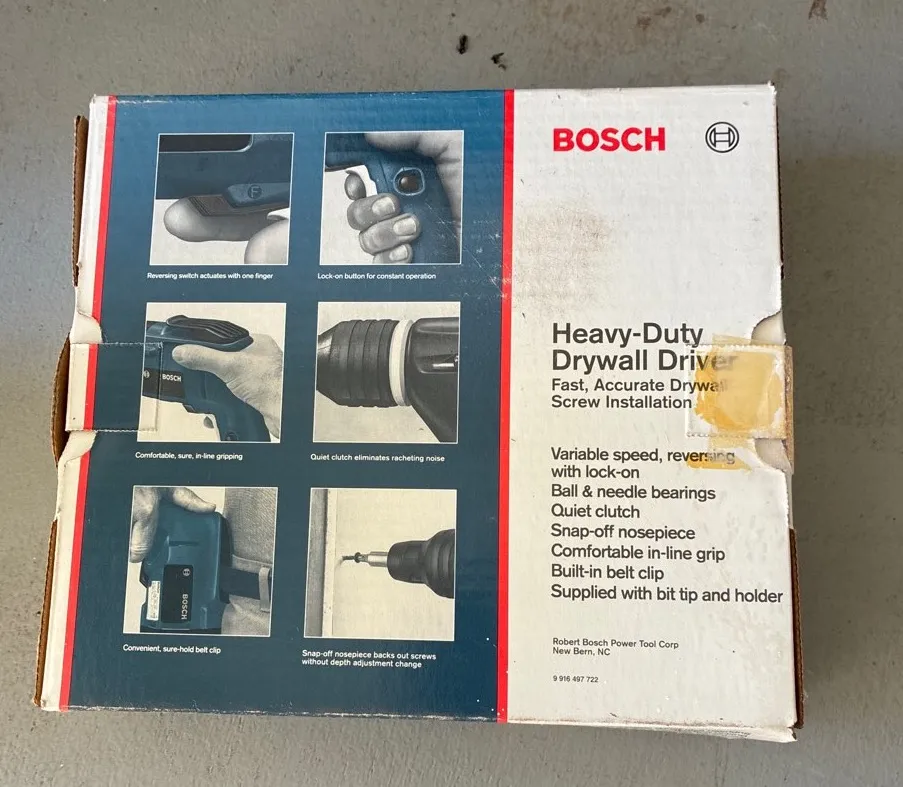 BOSCH
Heavy-Duty
Drywall Driver
Fast, Accurate Drywall
Screw Installation
Variable speed, reversing
with lock-on
Ball & needle bearings
Quiet clutch
Snap-off nosepiece
Comfortable in-line grip
Built-in belt clip
Supplied with bit tip and holder
Robert Bosch Power Tool Corp
New Bern, NC
9 916 497 722
Reversing switch actuates with one finger
Lock-on button for constant operation
BOSCH
Comfortable, sure, in-line gripping
Quiet clutch eliminates racheting noise
BOSCH
Convenient, sure-hold belt clip
Snap-off nosepiece backs out screws
without depth adjustment change